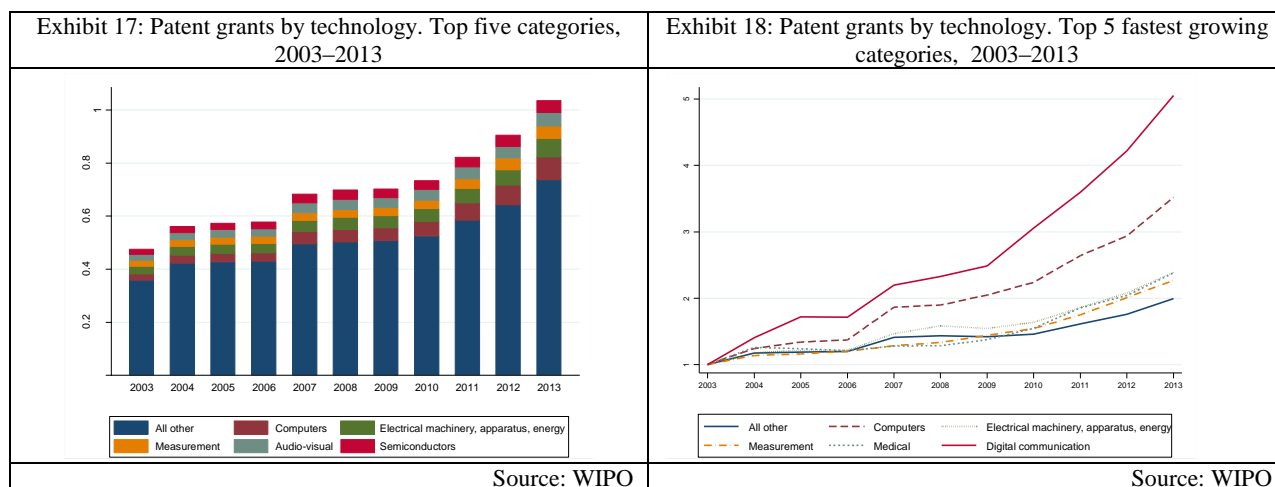 Exhibit 17: Patent grants by technology. Top five categories,
2003–2013
1
0.8
0.6
0.4
0.2
2003 2004 2005 2006 2007 2008 2009 2010 2011 2012 2013
All other Computers Electrical machinery, apparatus, energy
Measurement Audio-visual Semiconductors
Source: WIPO
Exhibit 18: Patent grants by technology. Top 5 fastest growing
categories, 2003–2013
5
4
3
2
1
2003 2004 2005 2006 2007 2008 2009 2010 2011 2012 2013
All other Computers Electrical machinery, apparatus, energy
Measurement Medical Digital communication
Source: WIPO